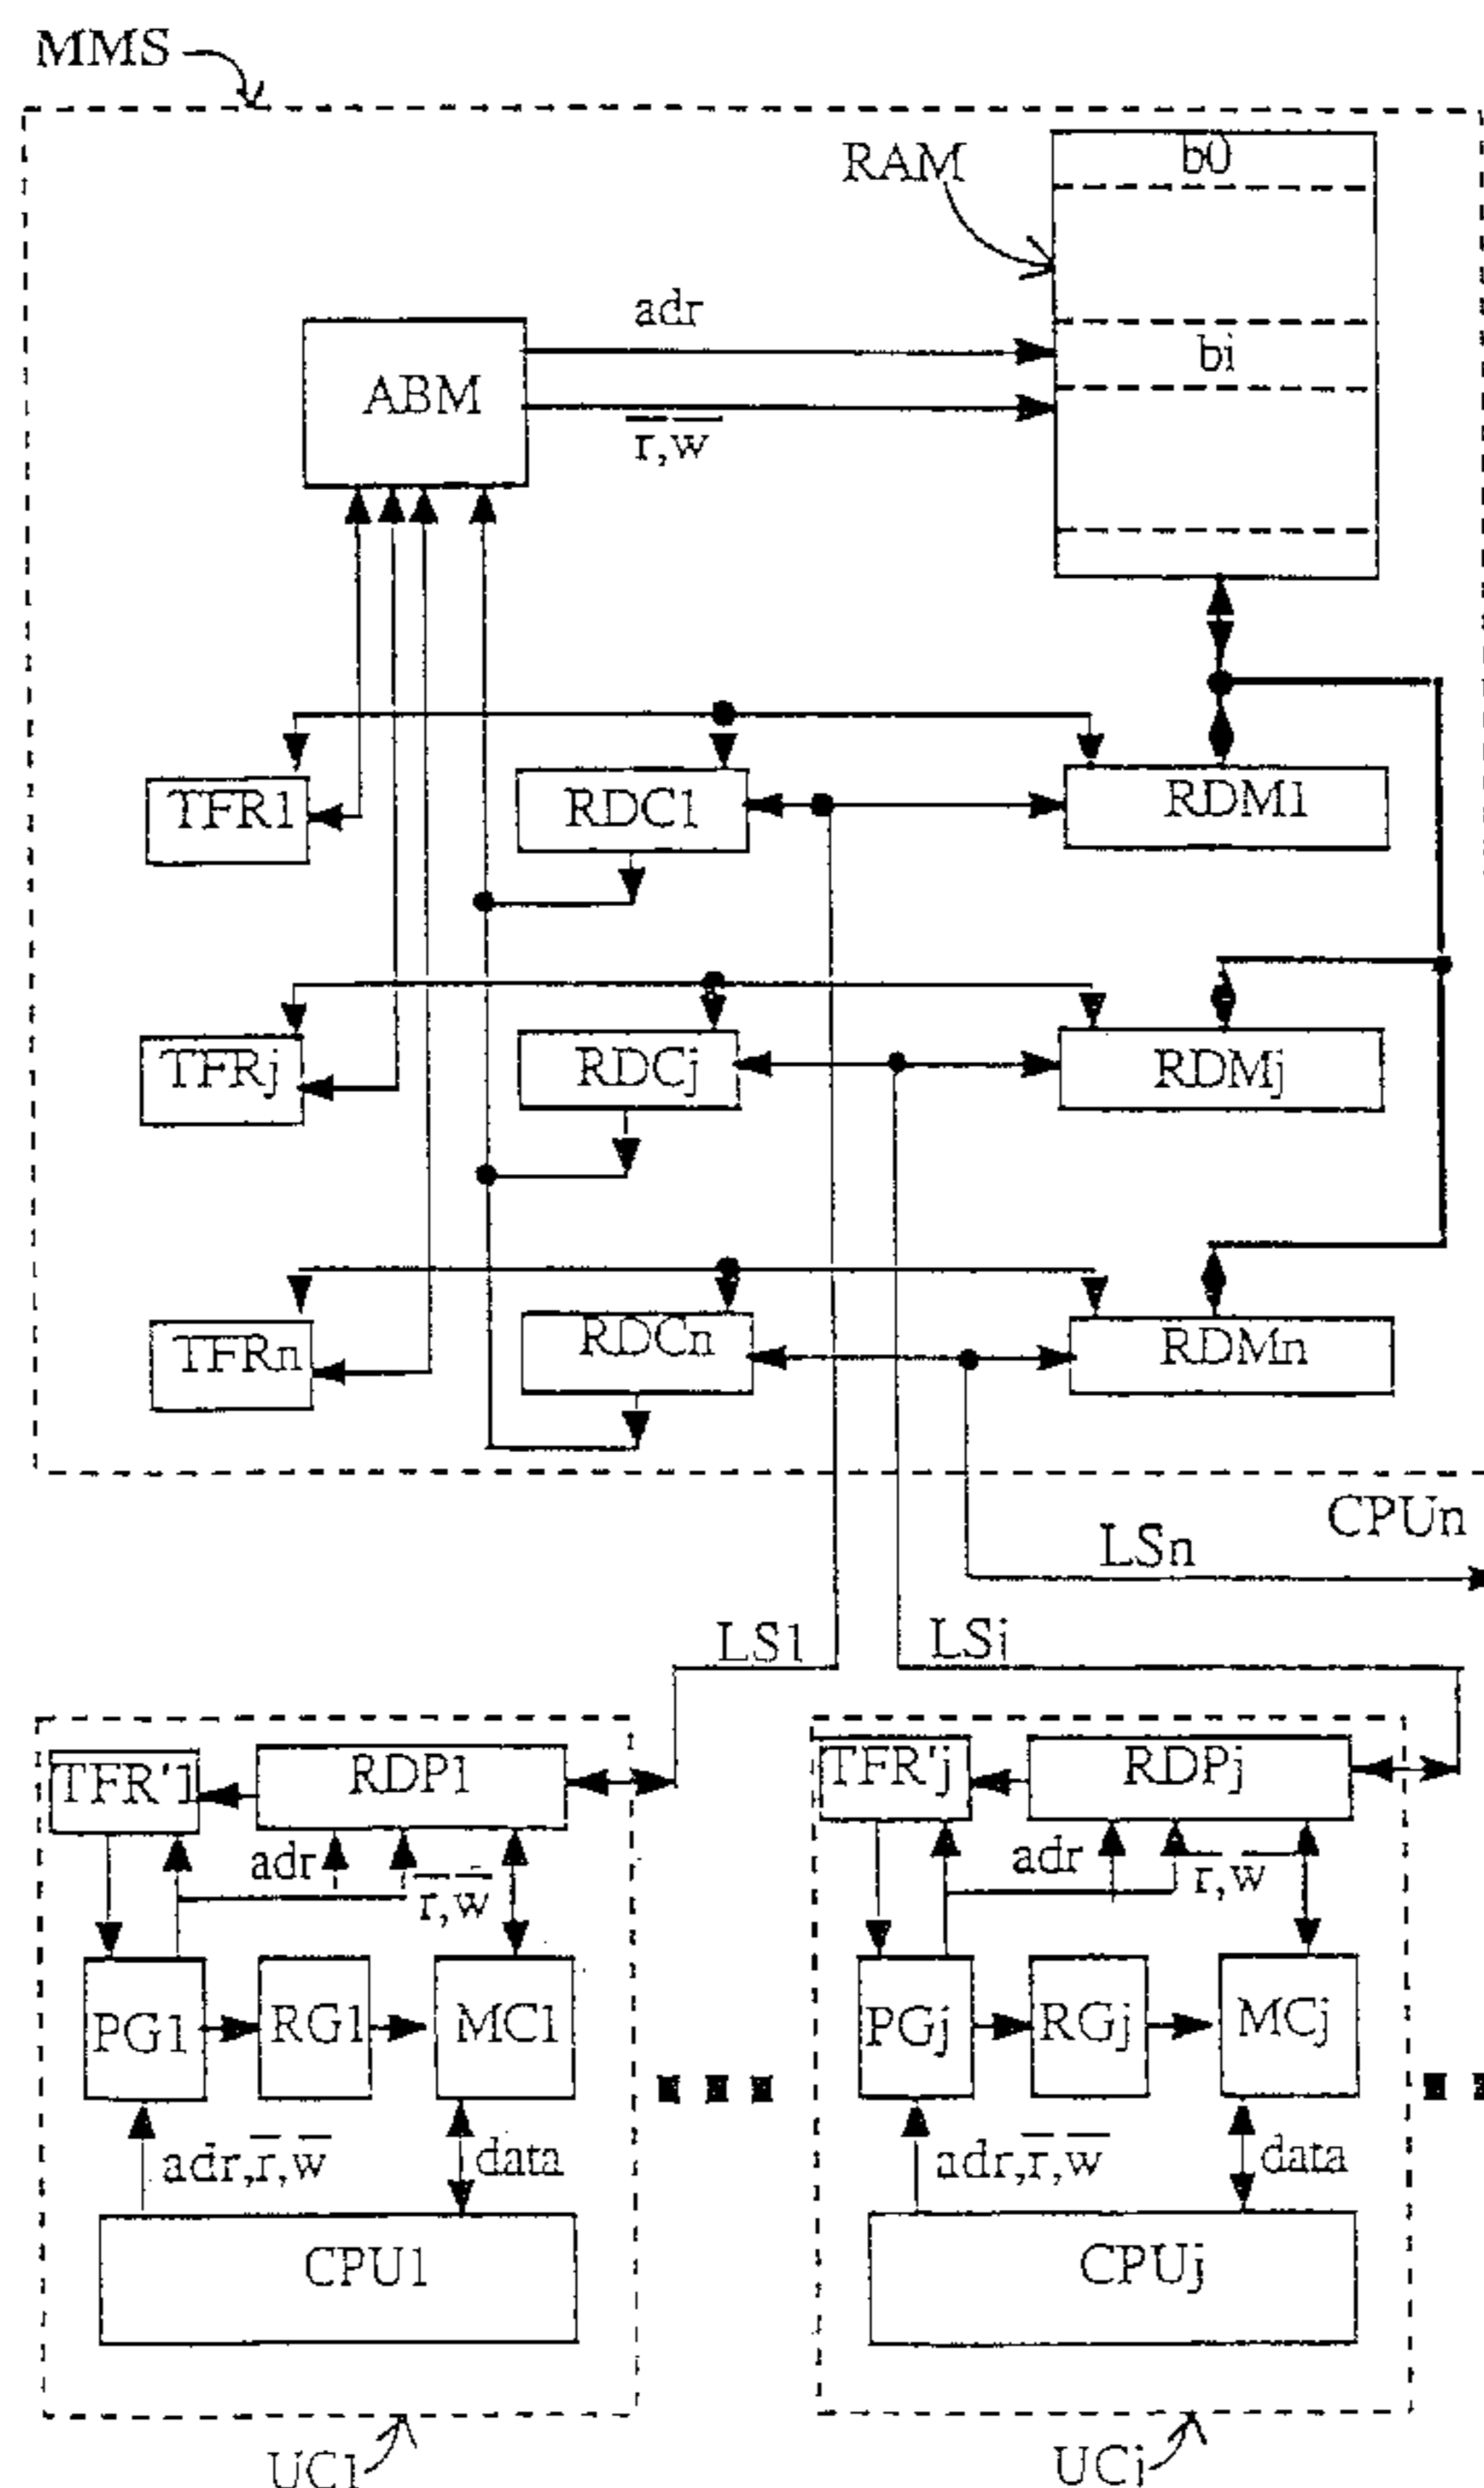 MMS
b0
RAM
adr
bi
ABM
r̅,w̅
TFR1
RDC1
RDM1
TFRj
RDCj
RDMj
TFRn
RDCn
RDMn
CPUn
LSn
LS1
LSj
TFR'1
RDP1
TFR'j
RDPj
adr
r̅,w̅
adr
r̅,w̅
PG1
RG1
MC1
PGj
RGj
MCj
adr,r̅,w̅
data
adr,r̅,w̅
data
CPU1
CPUj
UC1
UCj